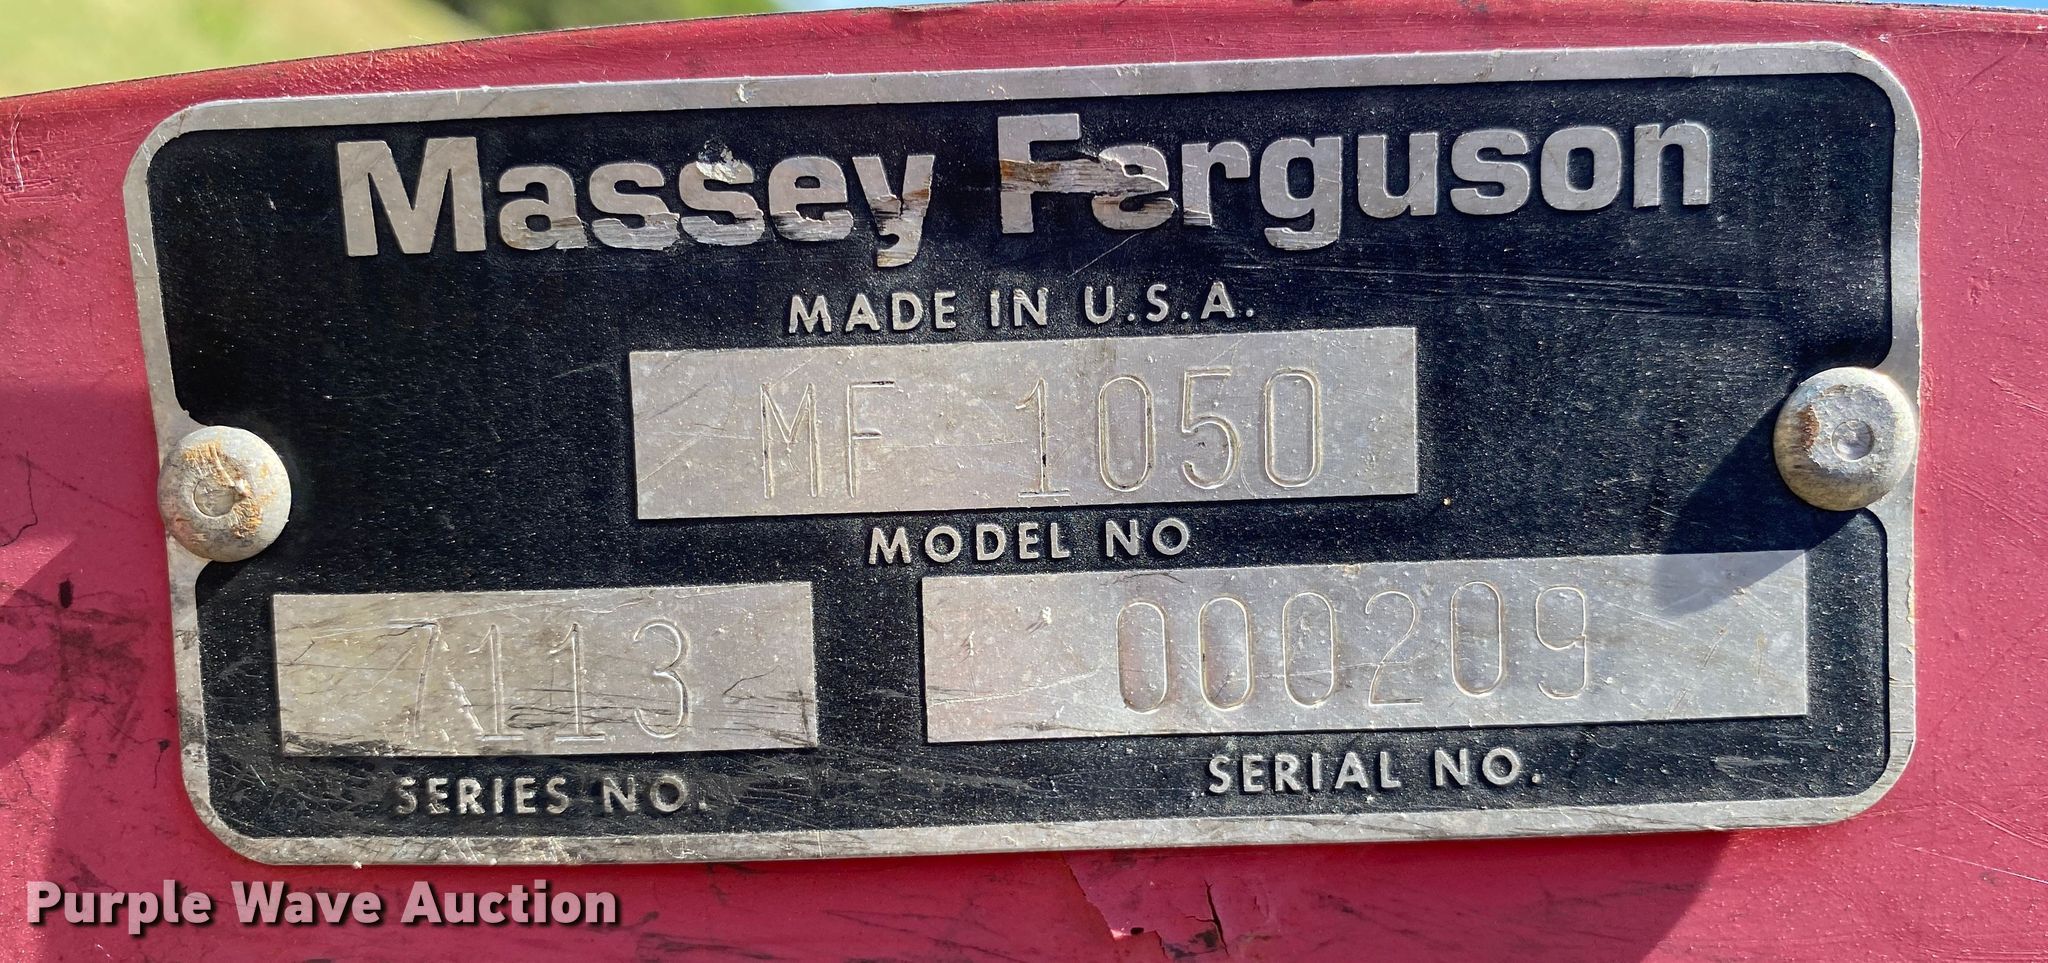 Massey Ferguson
MADE IN U.S.A.
MF 1050
MODEL NO
7113
SERIES NO.
000209
SERIAL NO.
Purple Wave Auction